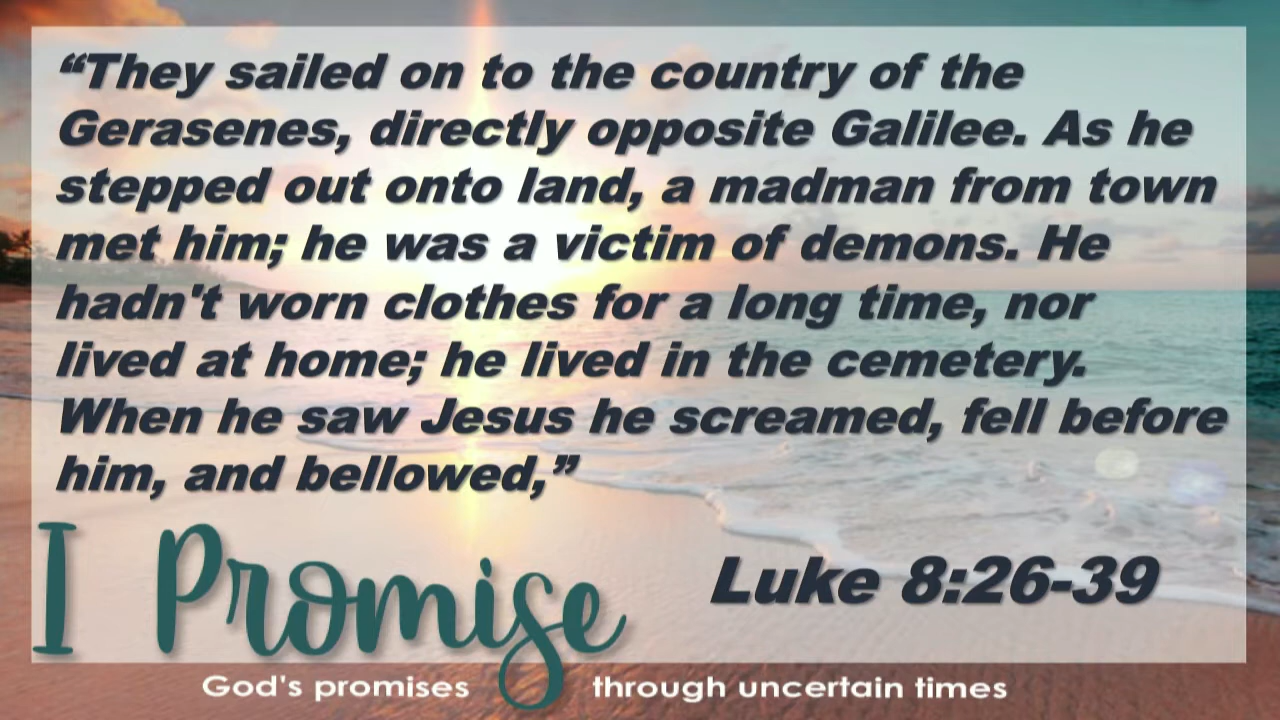 “They sailed on to the country of the
Gerasenes, directly opposite Galilee. As he
stepped out onto land, a madman from town
met him; he was a victim of demons. He
hadn't worn clothes for a long time, nor
lived at home; he lived in the cemetery.
When he saw Jesus he screamed, fell before
him, and bellowed,”
I Promise
Luke 8:26-39
God's promises through uncertain times